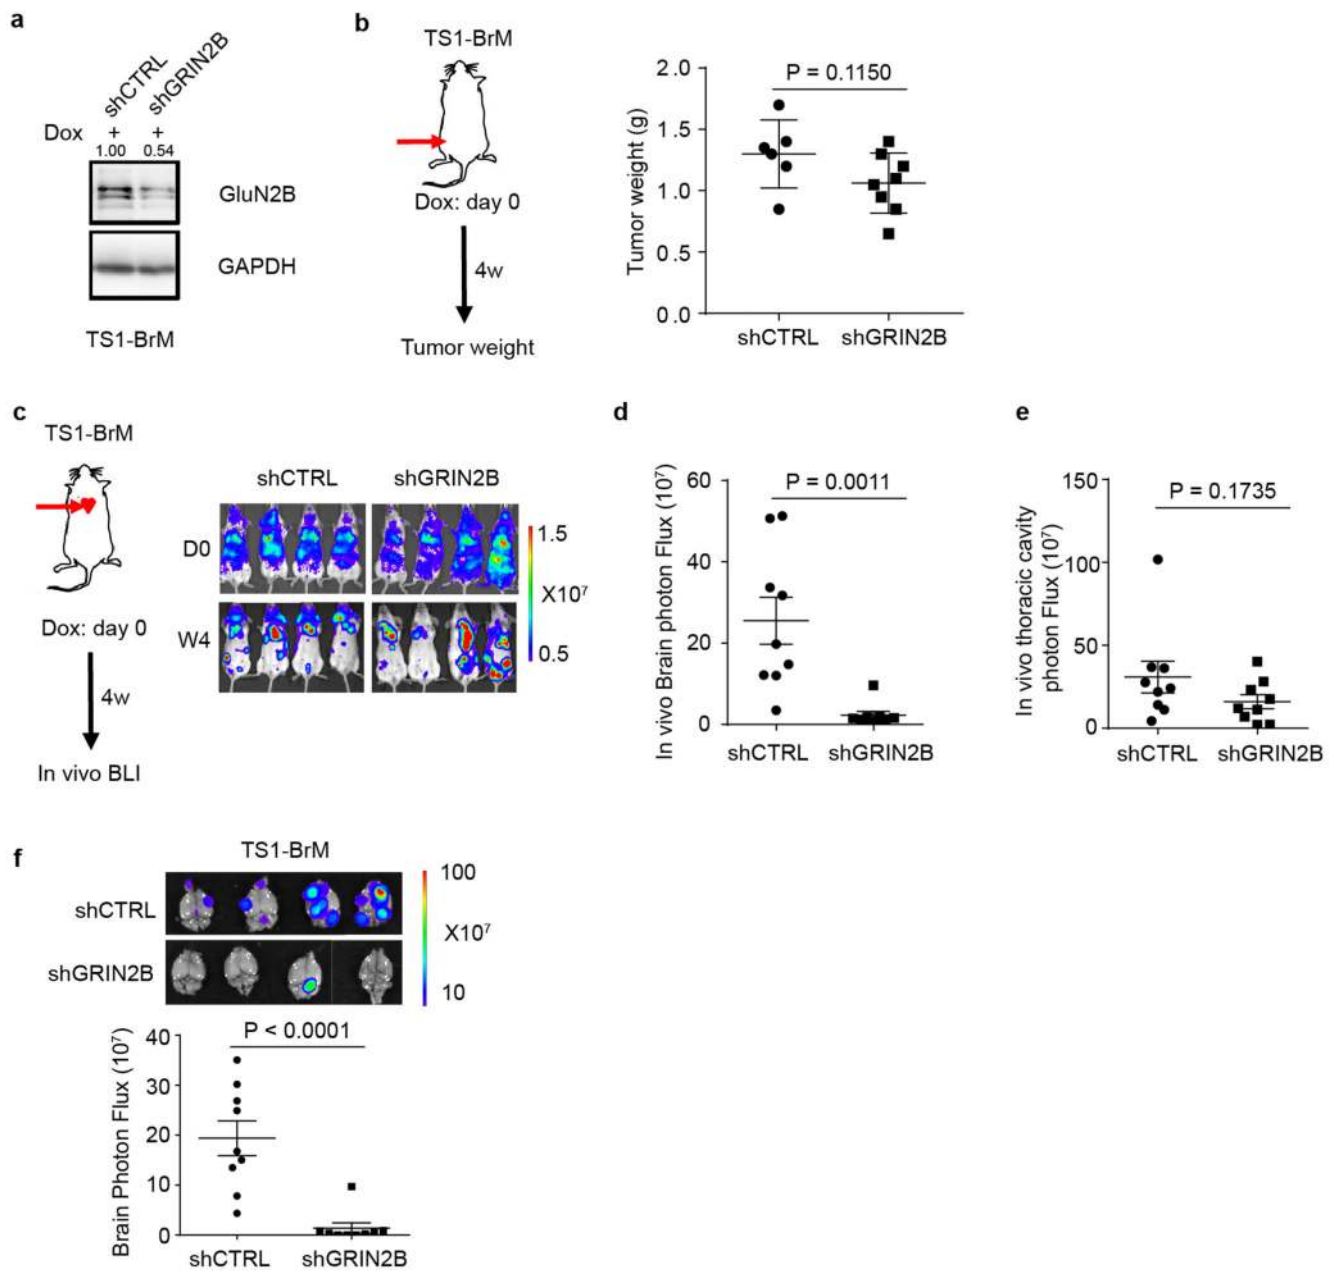 a
shCTRL
shGRIN2B
Dox + +
1.00 0.54
GluN2B
GAPDH
TS1-BrM
b
TS1-BrM
Dox: day 0
4w
Tumor weight
Tumor weight (g)
2.0
1.5
1.0
0.5
0.0
P = 0.1150
shCTRL shGRIN2B
c
TS1-BrM
Dox: day 0
4w
In vivo BLI
shCTRL shGRIN2B
D0
W4
1.5
X10⁷
0.5
d
In vivo Brain photon Flux (10⁷)
60
40
20
0
P = 0.0011
shCTRL shGRIN2B
e
In vivo thoracic cavity
photon Flux (10⁷)
150
100
50
0
P = 0.1735
shCTRL shGRIN2B
f
TS1-BrM
shCTRL
shGRIN2B
100
X10⁷
10
Brain Photon Flux (10⁷)
40
30
20
10
0
P < 0.0001
shCTRL shGRIN2B